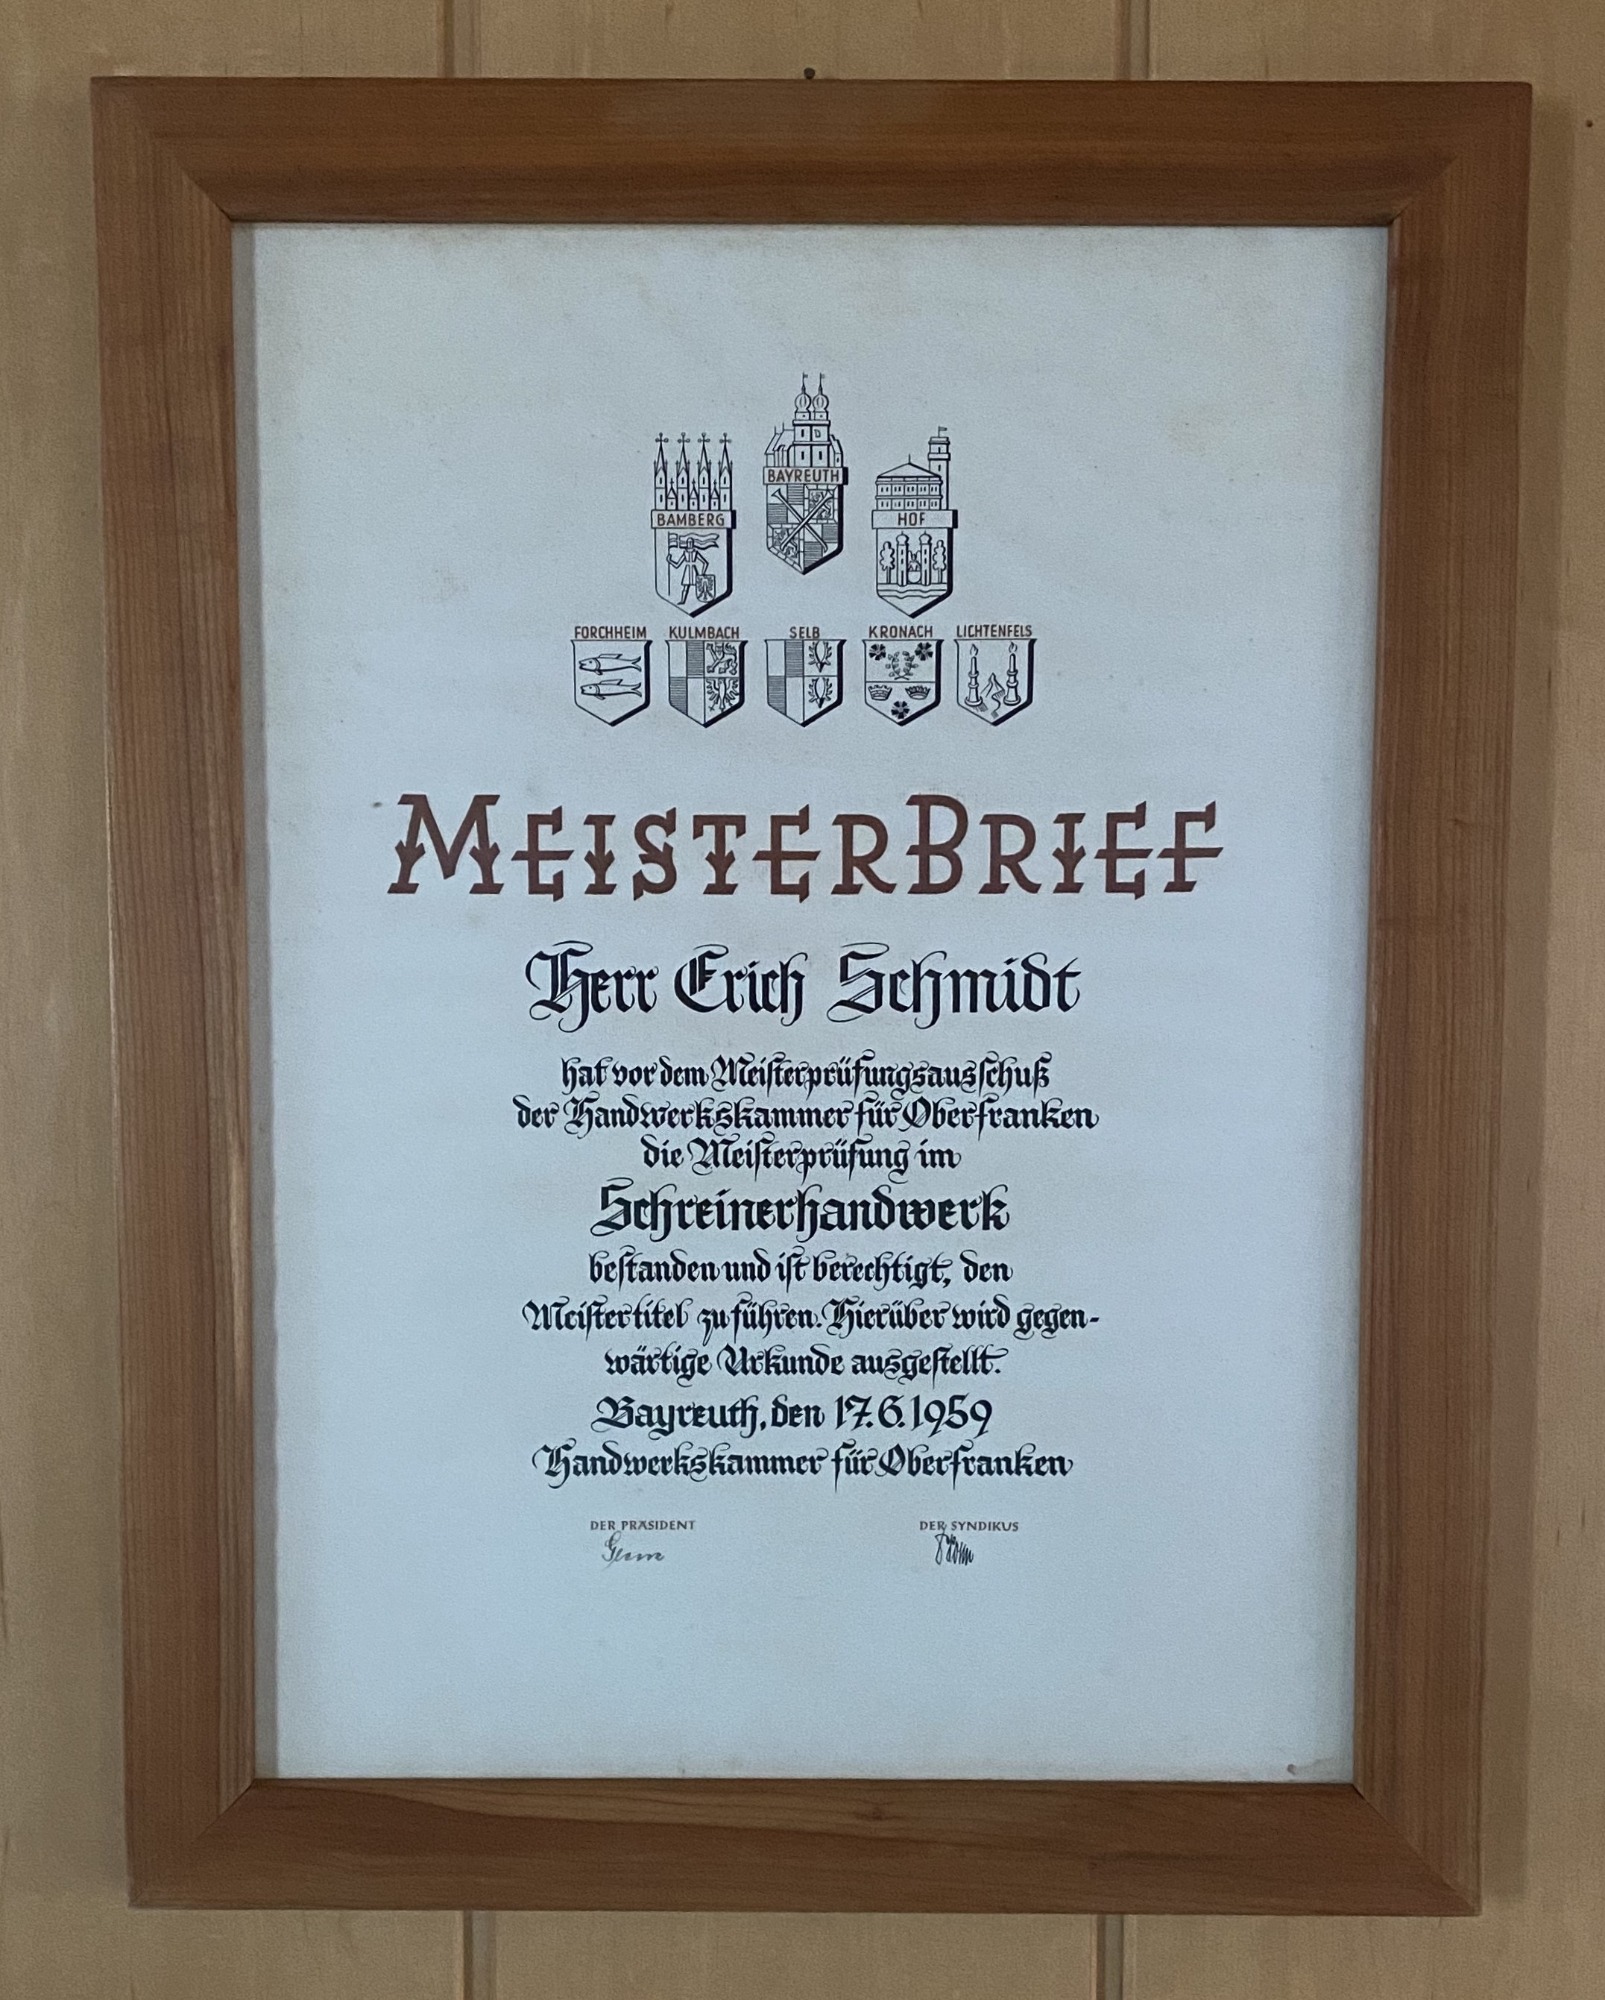 BAYREUTH
BAMBERG
HOF
FORCHHEIM KULMBACH SELB KRONACH LICHTENFELS
MEISTERBRIEF
Herr Erich Schmidt
hat vor dem Meisterprüfungsausschuß
der Handwerkskammer für Oberfranken
die Meisterprüfung im
Schreinerhandwerk
bestanden und ist berechtigt, den
Meistertitel zu führen. Hierüber wird gegen-
wärtige Urkunde ausgestellt.
Bayreuth, den 17.6.1959
Handwerkskammer für Oberfranken
DER PRÄSIDENT DER SYNDIKUS